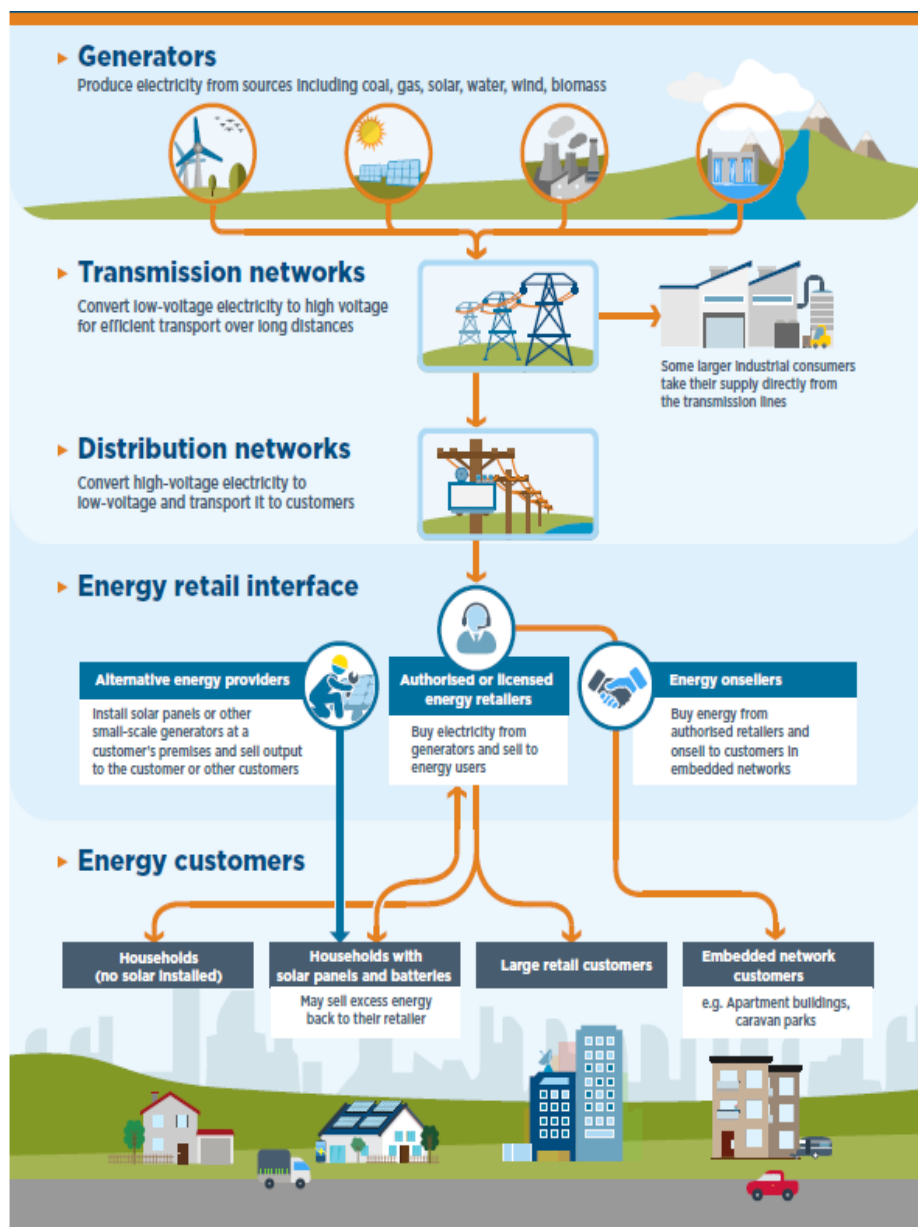 Generators
Produce electricity from sources including coal, gas, solar, water, wind, biomass
Transmission networks
Convert low-voltage electricity to high voltage
for efficient transport over long distances
Some larger industrial consumers
take their supply directly from
the transmission lines
Distribution networks
Convert high-voltage electricity to
low-voltage and transport it to customers
Energy retail interface
Alternative energy providers
Install solar panels or other
small-scale generators at a
customer's premises and sell output
to the customer or other customers
Authorised or licensed
energy retailers
Buy electricity from
generators and sell to
energy users
Energy onsellers
Buy energy from
authorised retailers and
onsell to customers in
embedded networks
Energy customers
Households
(no solar installed)
Households with
solar panels and batteries
May sell excess energy
back to their retailer
Large retail customers
Embedded network
customers
e.g. Apartment buildings,
caravan parks